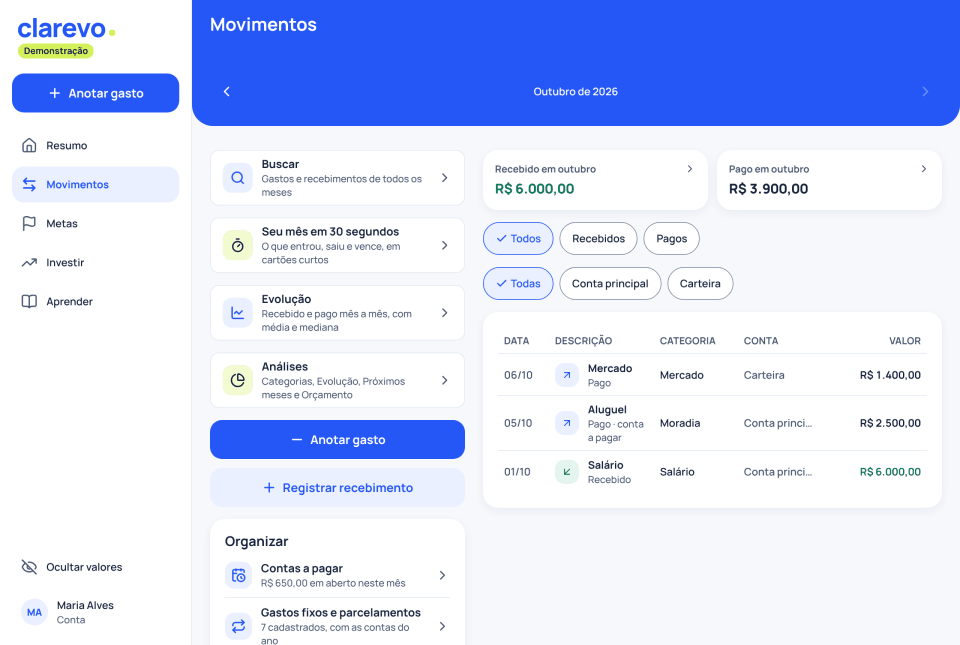 clarevo
Demonstração
Anotar gasto
Resumo
Movimentos
Metas
Investir
Aprender
Ocultar valores
MA
Maria Alves
Conta
Movimentos
Outubro de 2026
Buscar
Gastos e recebimentos de todos os
meses
Seu mês em 30 segundos
O que entrou, saiu e vence, em
cartões curtos
Evolução
Recebido e pago mês a mês, com
média e mediana
Análises
Categorias, Evolução, Próximos
meses e Orçamento
Anotar gasto
Registrar recebimento
Organizar
Contas a pagar
R$ 650,00 em aberto neste mês
Gastos fixos e parcelamentos
7 cadastrados, com as contas do
ano
Recebido em outubro
R$ 6.000,00
Pago em outubro
R$ 3.900,00
Todos Recebidos Pagos
Todas Conta principal Carteira
DATA DESCRIÇÃO CATEGORIA CONTA VALOR
06/10 Mercado Mercado Carteira R$ 1.400,00
Pago
05/10 Aluguel Moradia Conta princi... R$ 2.500,00
Pago · conta
a pagar
01/10 Salário Salário Conta princi... R$ 6.000,00
Recebido